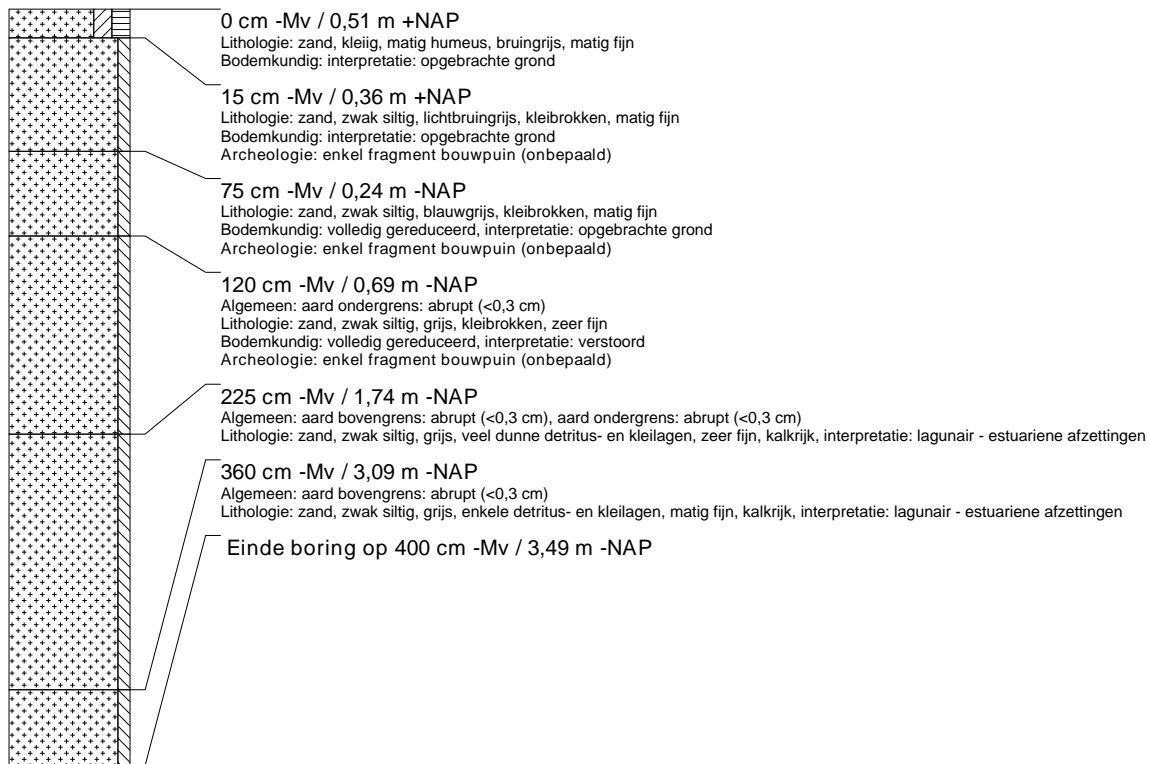 0 cm -Mv / 0,51 m +NAP
Lithologie: zand, kleiig, matig humeus, bruingrijs, matig fijn
Bodemkundig: interpretatie: opgebrachte grond
15 cm -Mv / 0,36 m +NAP
Lithologie: zand, zwak siltig, lichtbruingrijs, kleibrokken, matig fijn
Bodemkundig: interpretatie: opgebrachte grond
Archeologie: enkel fragment bouwpuin (onbepaald)
75 cm -Mv / 0,24 m -NAP
Lithologie: zand, zwak siltig, blauwgrijs, kleibrokken, matig fijn
Bodemkundig: volledig gereduceerd, interpretatie: opgebrachte grond
Archeologie: enkel fragment bouwpuin (onbepaald)
120 cm -Mv / 0,69 m -NAP
Algemeen: aard ondergrens: abrupt (<0,3 cm)
Lithologie: zand, zwak siltig, grijs, kleibrokken, zeer fijn
Bodemkundig: volledig gereduceerd, interpretatie: verstoord
Archeologie: enkel fragment bouwpuin (onbepaald)
225 cm -Mv / 1,74 m -NAP
Algemeen: aard bovengrens: abrupt (<0,3 cm), aard ondergrens: abrupt (<0,3 cm)
Lithologie: zand, zwak siltig, grijs, veel dunne detritus- en kleilagen, zeer fijn, kalkrijk, interpretatie: lagunair - estuariene afzettingen
360 cm -Mv / 3,09 m -NAP
Algemeen: aard bovengrens: abrupt (<0,3 cm)
Lithologie: zand, zwak siltig, grijs, enkele detritus- en kleilagen, matig fijn, kalkrijk, interpretatie: lagunair - estuariene afzettingen
Einde boring op 400 cm -Mv / 3,49 m -NAP